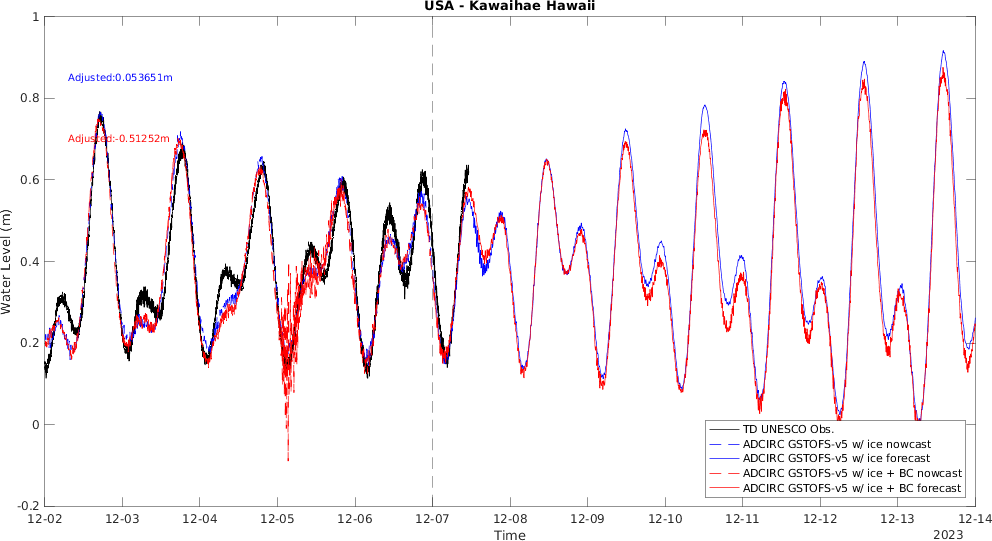 USA - Kawaihae Hawaii
1
0.8
0.6
0.4
0.2
0
-0.2
Water Level (m)
Adjusted:0.053651m
Adjusted:-0.51252m
TD UNESCO Obs.
ADCIRC GSTOFS-v5 w/ ice nowcast
ADCIRC GSTOFS-v5 w/ ice forecast
ADCIRC GSTOFS-v5 w/ ice + BC nowcast
ADCIRC GSTOFS-v5 w/ ice + BC forecast
12-02 12-03 12-04 12-05 12-06 12-07 12-08 12-09 12-10 12-11 12-12 12-13 12-14
Time
2023